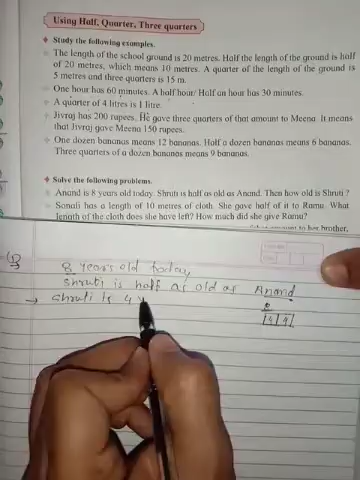 Using Half, Quarter, Three quarters
Study the following examples.
The length of the school ground is 20 metres. Half the length of the ground is half
of 20 metres, which means 10 metres. A quarter of the length of the ground is
5 metres and three quarters is 15 m.
One hour has 60 minutes. A half hour/ Half an hour has 30 minutes.
A quarter of 4 litres is 1 litre.
Jivraj has 200 rupees. He gave three quarters of that amount to Meena. It means
that Jivraj gave Meena 150 rupees.
One dozen bananas means 12 bananas. Half a dozen bananas means 6 bananas.
Three quarters of a dozen bananas means 9 bananas.
Solve the following problems.
Anand is 8 years old today. Shruti is half as old as Anand. Then how old is Shruti ?
Sonali has a length of 10 metres of cloth. She gave half of it to Ramu. What
length of the cloth does she have left? How much did she give Ramu?
to her brother,
8 years old today
Shruti is half as old as Anand
→ Shruti is 4 y
8
4 4